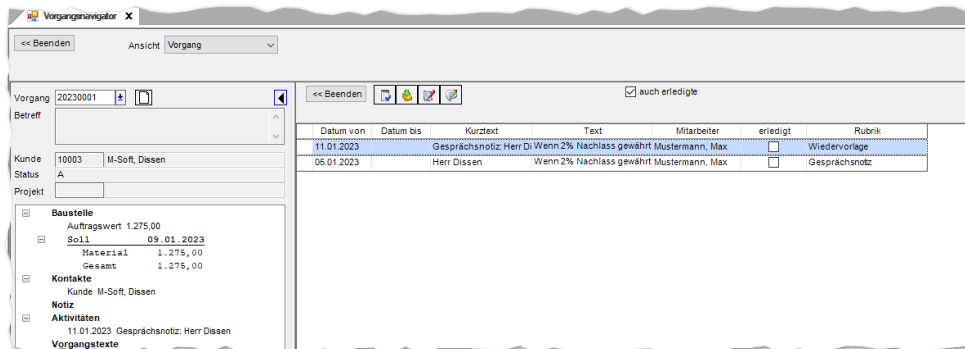 Vorgangsnavigator X
<< Beenden
Ansicht Vorgang
Vorgang 20230001
Betreff
Kunde 10003 M-Soft, Dissen
Status A
Projekt
Baustelle
Auftragswert 1.275,00
Soll 09.01.2023
Material 1.275,00
Gesamt 1.275,00
Kontakte
Kunde M-Soft, Dissen
Notiz
Aktivitäten
11.01.2023 Gesprächsnotiz: Herr Dissen
Vorgangstexte
<< Beenden
auch erledigte
Datum von Datum bis Kurztext Text Mitarbeiter erledigt Rubrik
11.01.2023 Gesprächsnotiz: Herr Di Wenn 2% Nachlass gewährt Mustermann, Max Wiedervorlage
05.01.2023 Herr Dissen Wenn 2% Nachlass gewährt Mustermann, Max Gesprächsnotiz